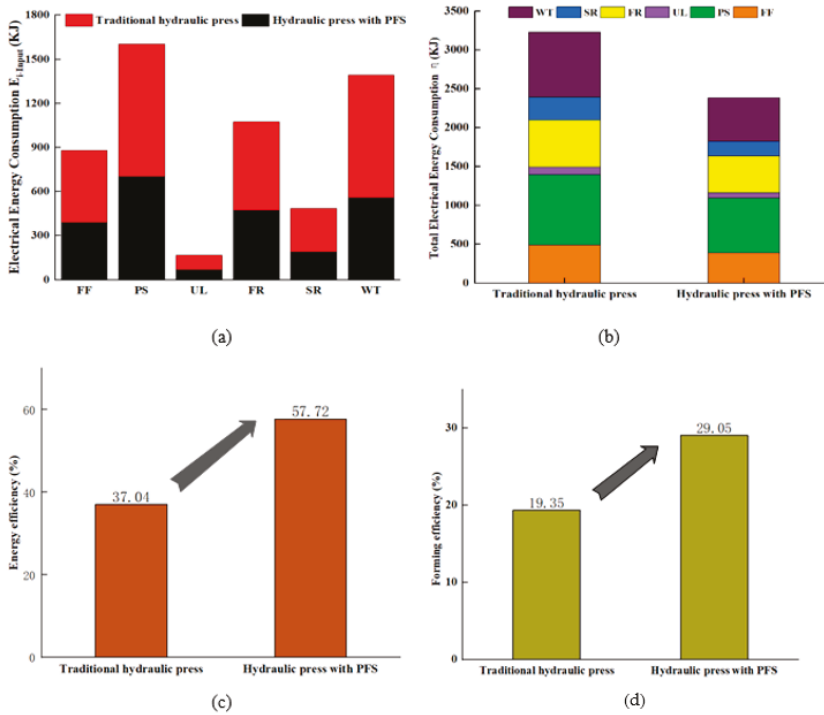 Traditional hydraulic press Hydraulic press with PFS
Electrical Energy Consumption E_{I-Input} (KJ)
1800
1500
1200
900
600
300
0
FF PS UL FR SR WT
(a)
WT SR FR UL PS FF
Total Electrical Energy Consumption η (KJ)
3500
3000
2500
2000
1500
1000
500
0
Traditional hydraulic press Hydraulic press with PFS
(b)
Energy efficiency (%)
60
40
20
0
37.04
57.72
Traditional hydraulic press Hydraulic press with PFS
(c)
Forming efficiency (%)
30
20
10
0
19.35
29.05
Traditional hydraulic press Hydraulic press with PFS
(d)